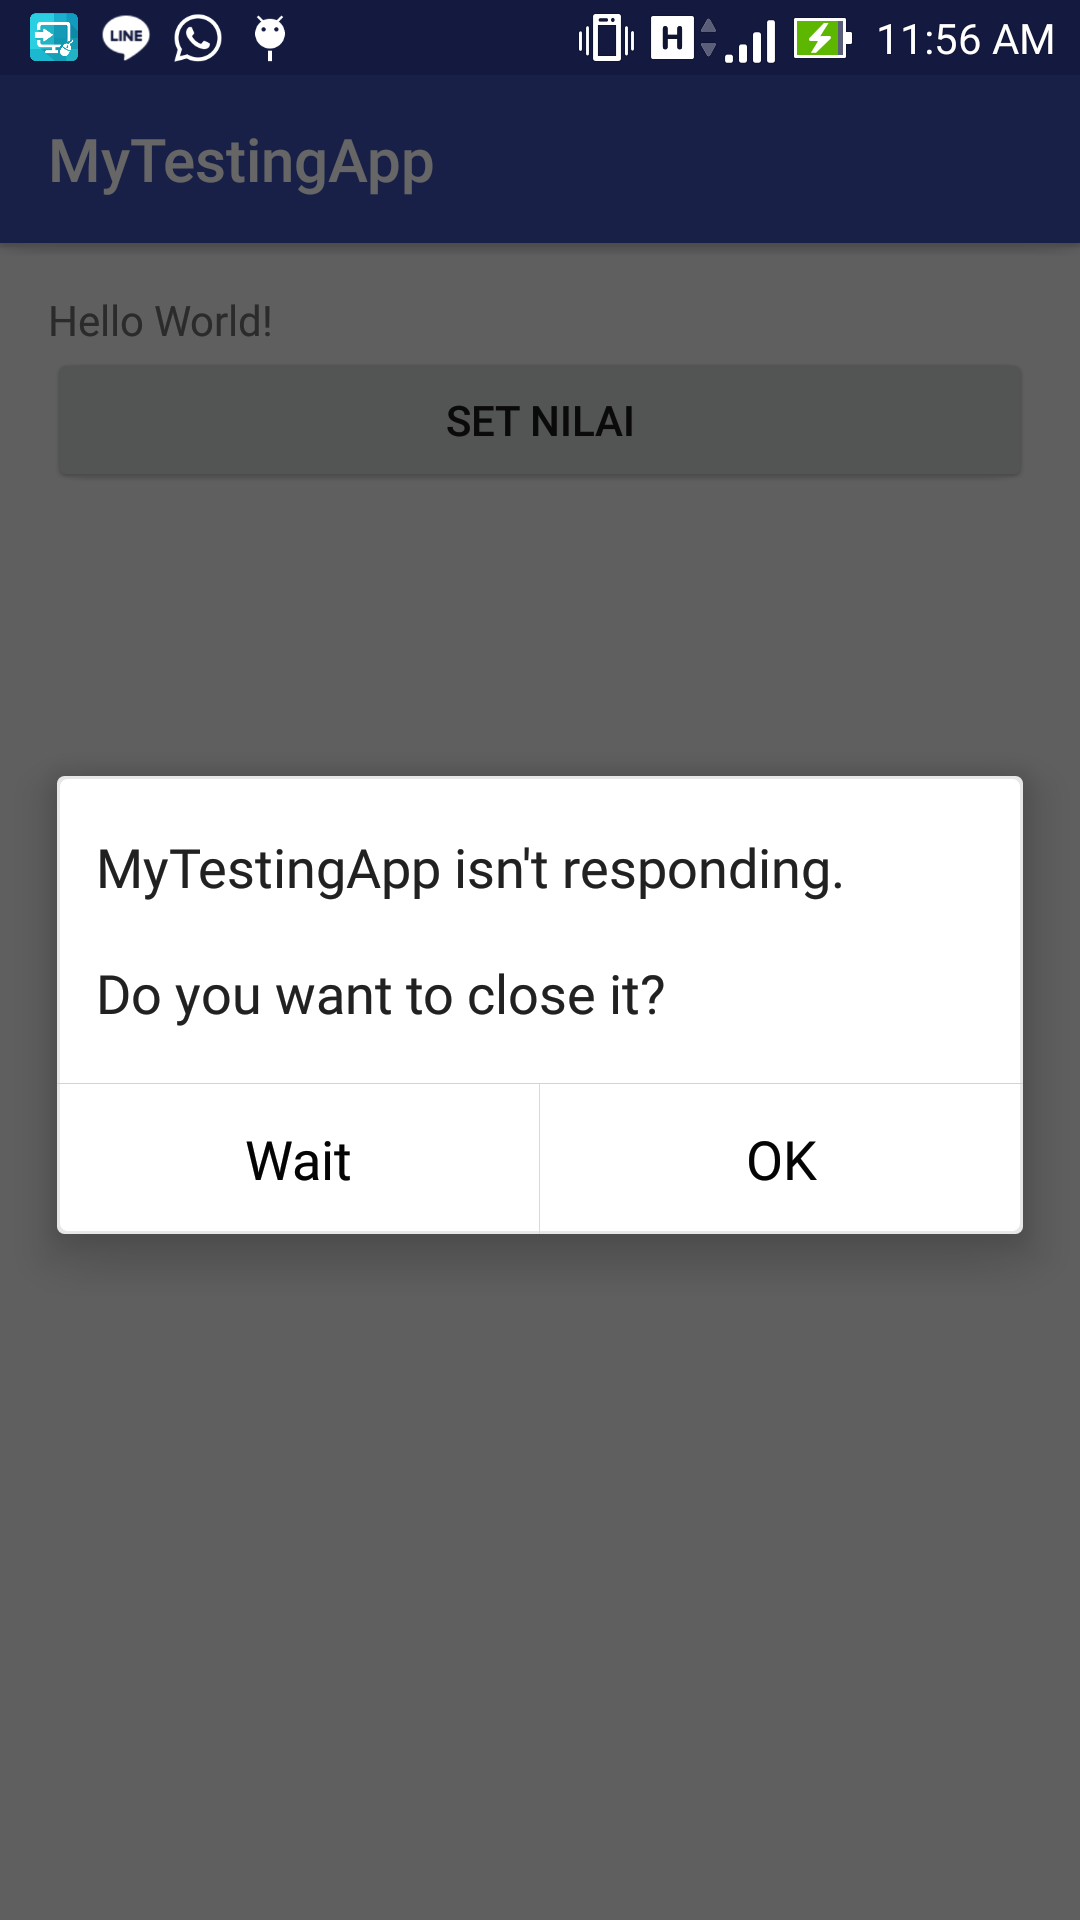 LINE H 11:56 AM
MyTestingApp
Hello World!
SET NILAI
MyTestingApp isn't responding.
Do you want to close it?
Wait OK